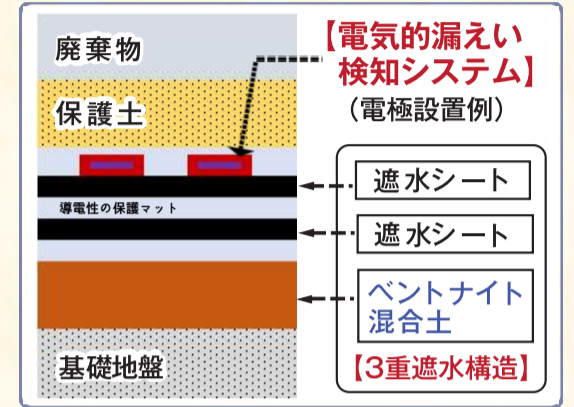 廃棄物
保護土
導電性の保護マット
基礎地盤
【電気的漏えい
検知システム】
（電極設置例）
遮水シート
遮水シート
ベントナイト
混合土
【3重遮水構造】